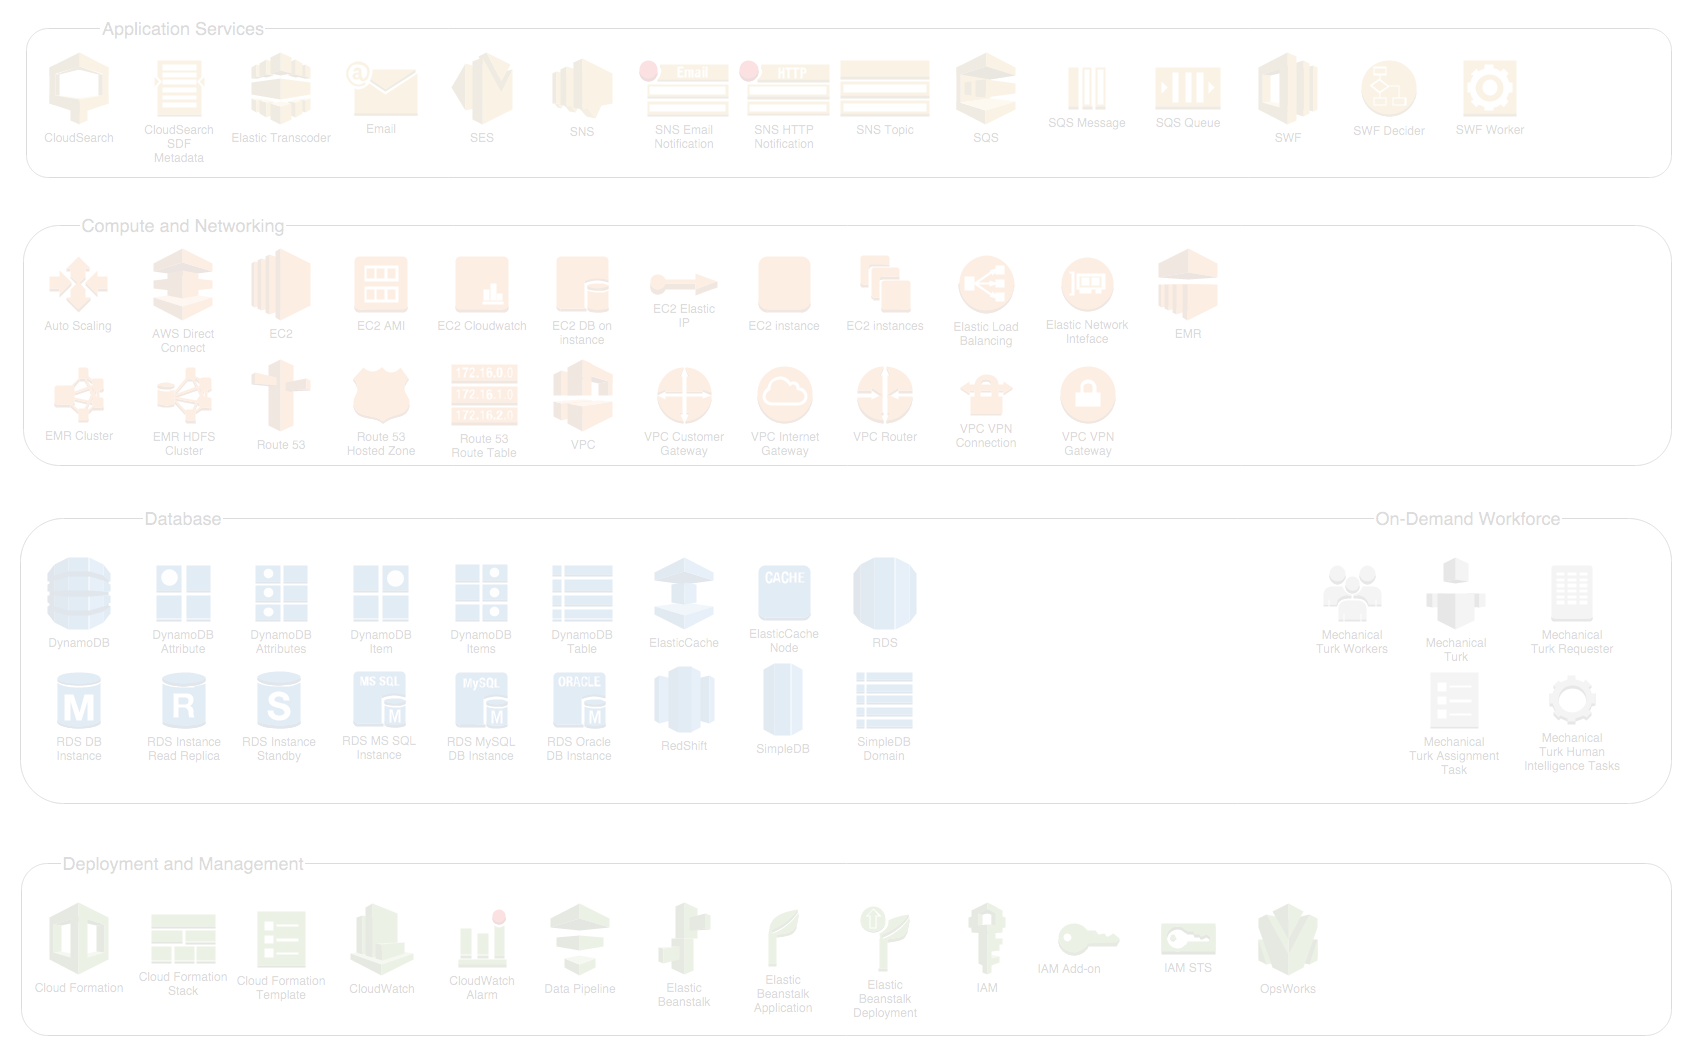 Application Services
CloudSearch
CloudSearch
SDF
Metadata
Elastic Transcoder
@
Email
SES
SNS
Email
SNS Email
Notification
HTTP
SNS HTTP
Notification
SNS Topic
SQS
SQS Message
SQS Queue
SWF
SWF Decider
SWF Worker
Compute and Networking
Auto Scaling
AWS Direct
Connect
EC2
EC2 AMI
EC2 Cloudwatch
EC2 DB on
instance
EC2 Elastic
IP
EC2 instance
EC2 instances
Elastic Load
Balancing
Elastic Network
Inteface
EMR
EMR Cluster
EMR HDFS
Cluster
Route 53
Route 53
Hosted Zone
172.16.0.0
172.16.1.0
172.16.2.0
Route 53
Route Table
VPC
VPC Customer
Gateway
VPC Internet
Gateway
VPC Router
VPC VPN
Connection
VPC VPN
Gateway
Database
DynamoDB
DynamoDB
Attribute
DynamoDB
Attributes
DynamoDB
Item
DynamoDB
Items
DynamoDB
Table
ElasticCache
CACHE
ElasticCache
Node
RDS
M
RDS DB
Instance
R
RDS Instance
Read Replica
S
RDS Instance
Standby
MS SQL
M
RDS MS SQL
Instance
MySQL
M
RDS MySQL
DB Instance
ORACLE
M
RDS Oracle
DB Instance
RedShift
SimpleDB
SimpleDB
Domain
On-Demand Workforce
Mechanical
Turk Workers
Mechanical
Turk
Mechanical
Turk Requester
Mechanical
Turk Assignment
Task
Mechanical
Turk Human
Intelligence Tasks
Deployment and Management
Cloud Formation
Cloud Formation
Stack
Cloud Formation
Template
CloudWatch
CloudWatch
Alarm
Data Pipeline
Elastic
Beanstalk
Elastic
Beanstalk
Application
Elastic
Beanstalk
Deployment
IAM
IAM Add-on
IAM STS
OpsWorks